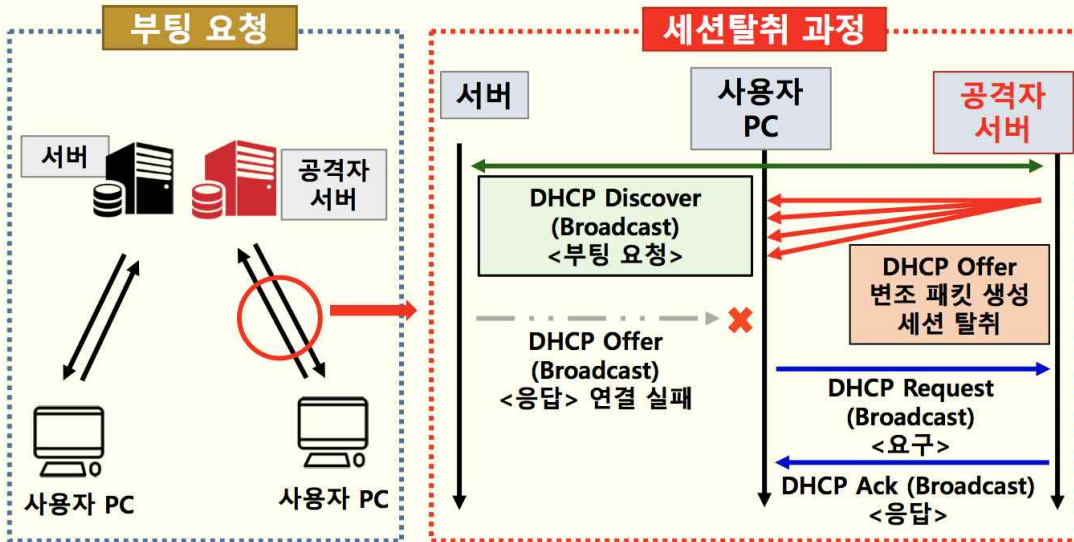 부팅 요청
서버
공격자
서버
사용자 PC
사용자 PC
세션탈취 과정
서버
사용자
PC
공격자
서버
DHCP Discover
(Broadcast)
<부팅 요청>
DHCP Offer
변조 패킷 생성
세션 탈취
DHCP Offer
(Broadcast)
<응답> 연결 실패
DHCP Request
(Broadcast)
<요구>
DHCP Ack (Broadcast)
<응답>